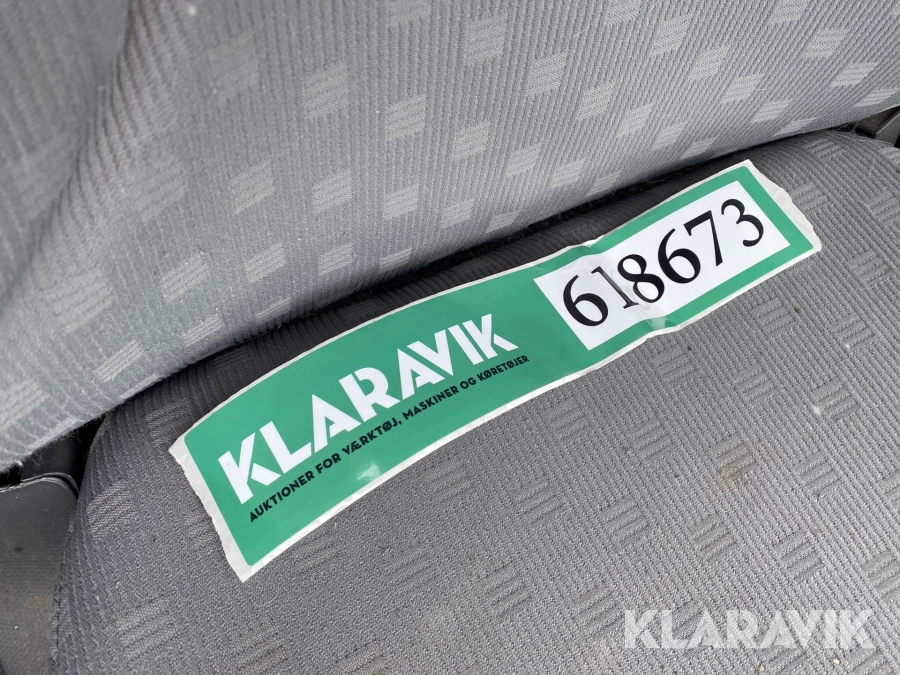 KLARAVIK
AUKTIONER FOR VÆRKTØJ, MASKINER OG KØRETØJER
618673
KLARAVIK